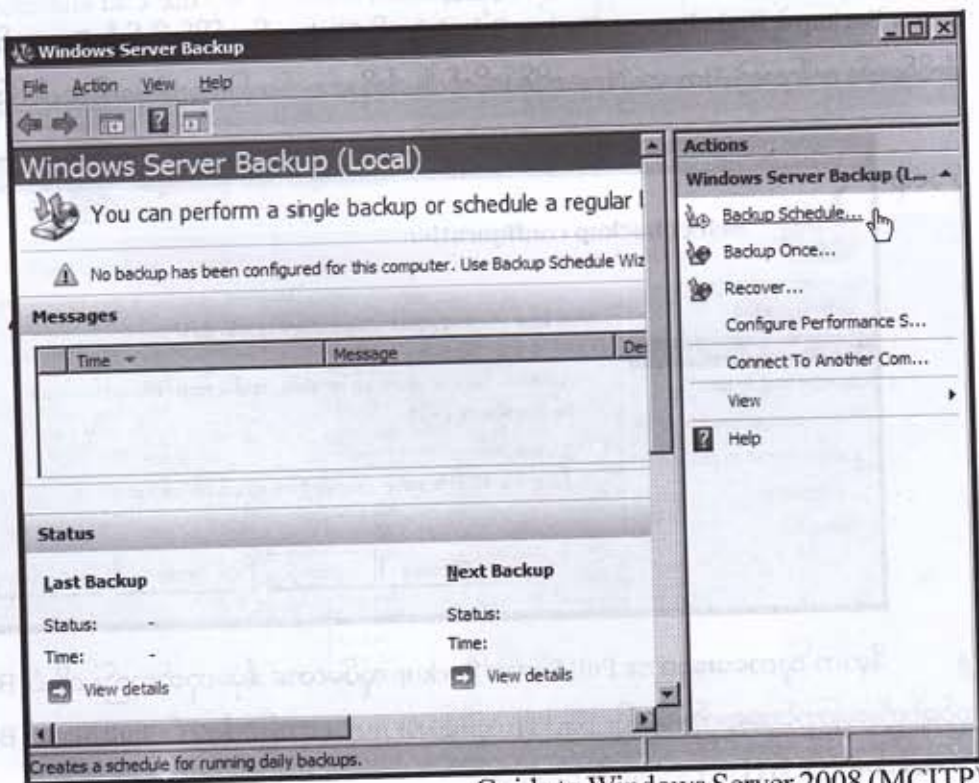 Windows Server Backup
File Action View Help
Windows Server Backup (Local)
You can perform a single backup or schedule a regular l
No backup has been configured for this computer. Use Backup Schedule Wiz
Messages
Time Message De
Status
Last Backup
Status: -
Time: -
View details
Next Backup
Status:
Time:
View details
Creates a schedule for running daily backups.
Actions
Windows Server Backup (L...
Backup Schedule...
Backup Once...
Recover...
Configure Performance S...
Connect To Another Com...
View
Help
Guide to Windows Server 2008 (MCITP